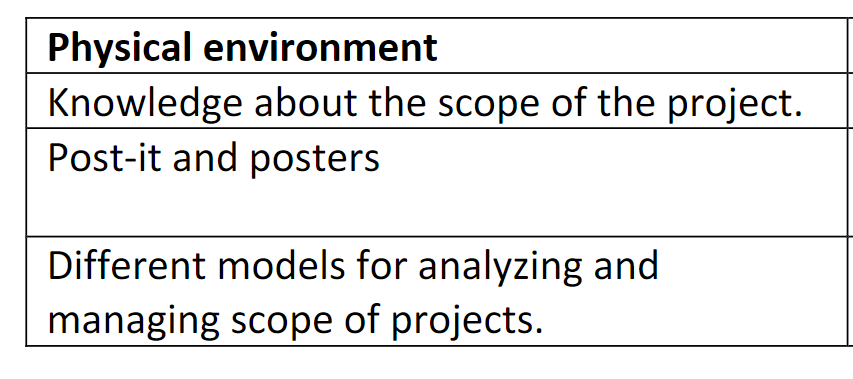 Physical environment
Knowledge about the scope of the project.
Post-it and posters
Different models for analyzing and
managing scope of projects.